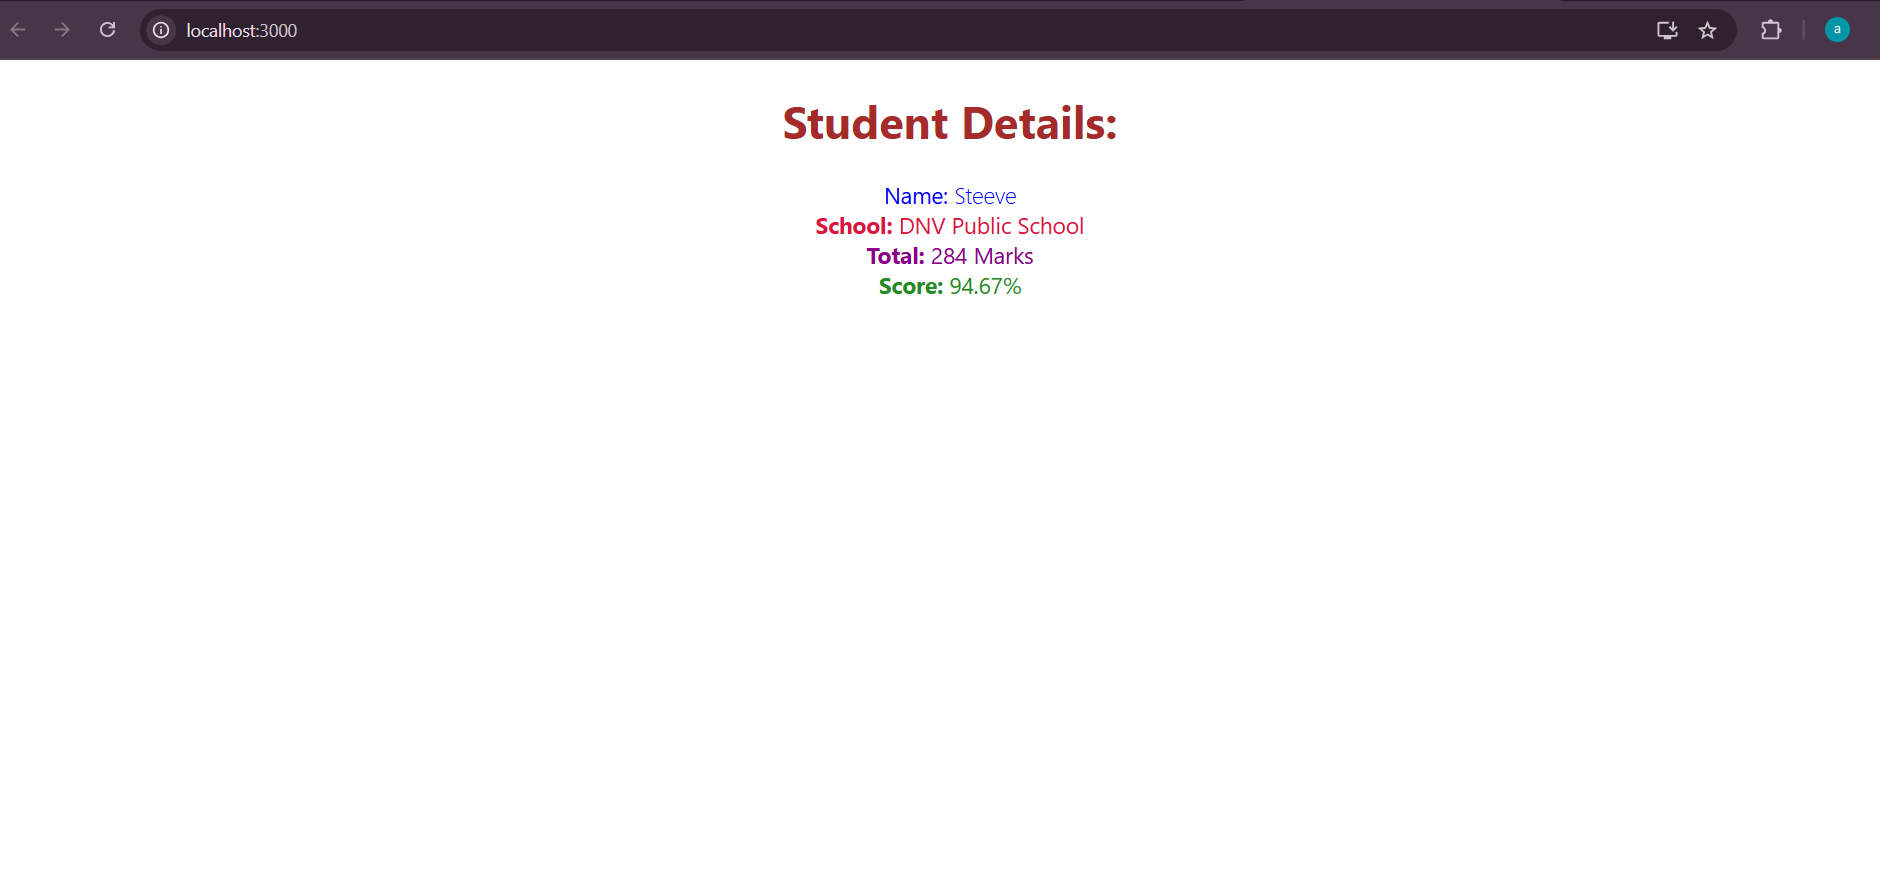 localhost:3000
a
Student Details:
Name: Steeve
School: DNV Public School
Total: 284 Marks
Score: 94.67%